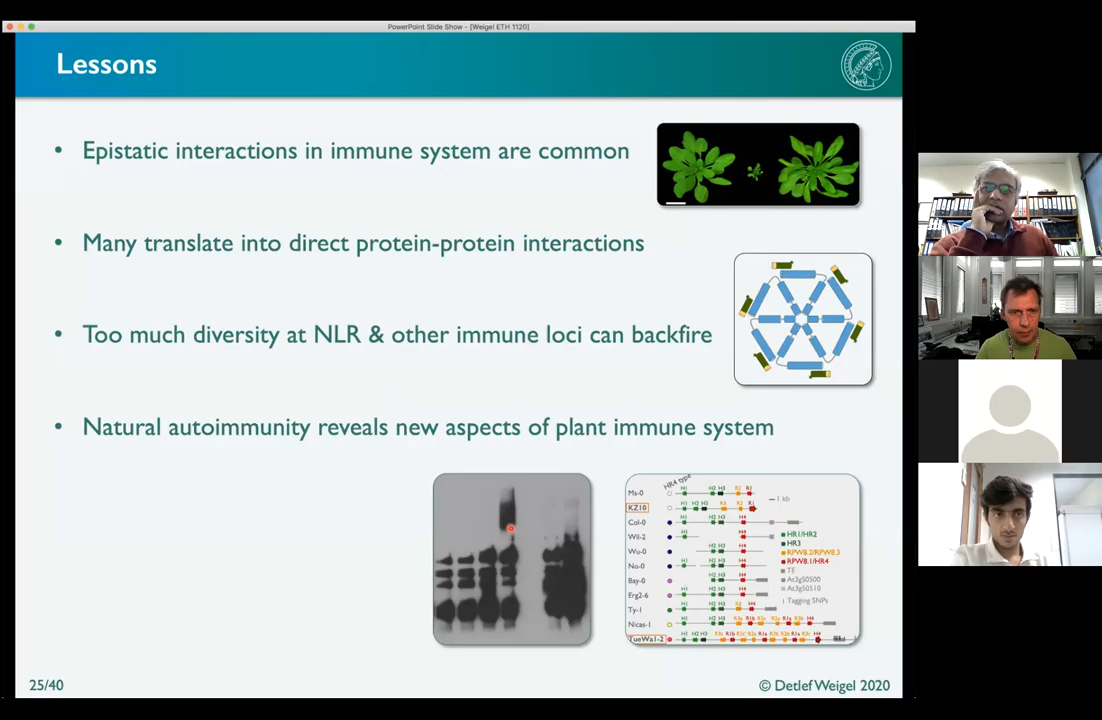 PowerPoint Slide Show - [Weigel ETH 1120]
Lessons
• Epistatic interactions in immune system are common
• Many translate into direct protein-protein interactions
• Too much diversity at NLR & other immune loci can backfire
• Natural autoimmunity reveals new aspects of plant immune system
HR4 type
Ms-0
KZ10
Col-0
Wil-2
Wu-0
No-0
Bay-0
Erg2-6
Ty-1
Nicas-1
TueWa1-2
1 kb
HR1/HR2
HR3
RPW8.2/RPW8.3
RPW8.1/HR4
TE
At3g50500
At3g50510
Tagging SNPs
25/40
© Detlef Weigel 2020